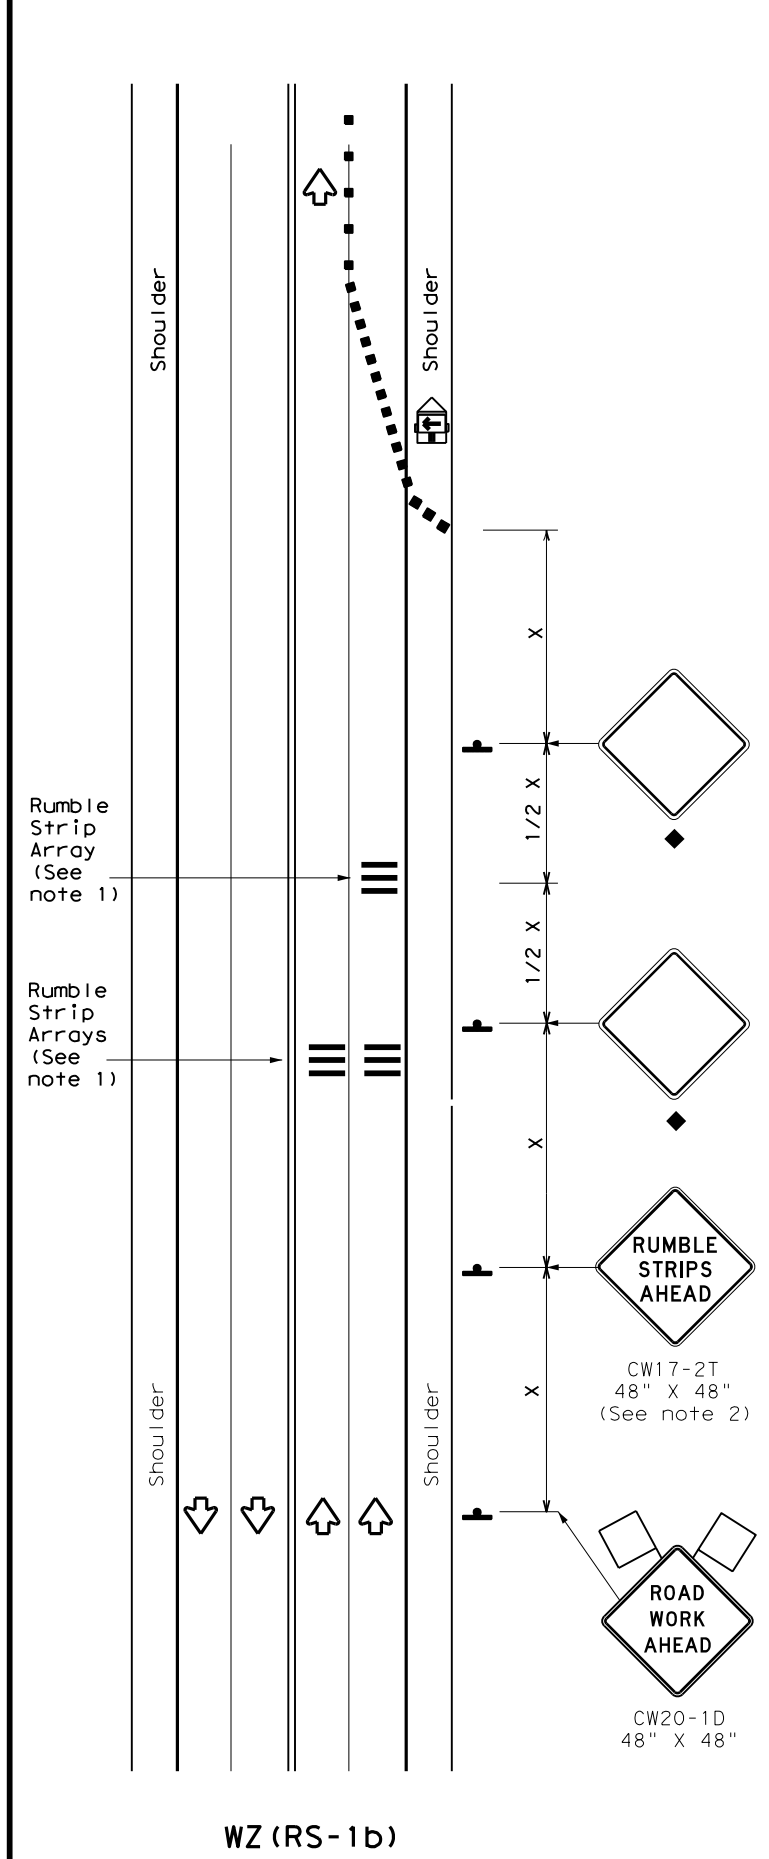 Shoulder
Shoulder
X
1/2 X
Rumble
Strip
Array
(See
note 1)
1/2 X
Rumble
Strip
Arrays
(See
note 1)
X
RUMBLE
STRIPS
AHEAD
CW17-2T
48" X 48"
(See note 2)
X
Shoulder
Shoulder
ROAD
WORK
AHEAD
CW20-1D
48" X 48"
WZ(RS-1b)